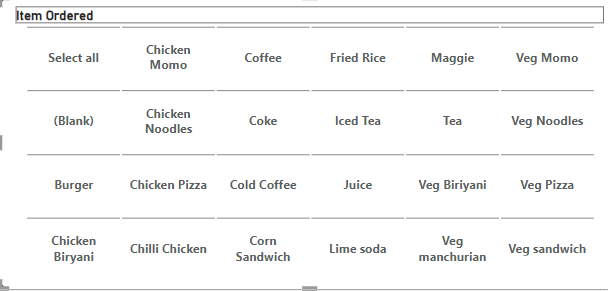 Item Ordered
Select all
Chicken
Momo
Coffee
Fried Rice
Maggie
Veg Momo
(Blank)
Chicken
Noodles
Coke
Iced Tea
Tea
Veg Noodles
Burger
Chicken Pizza
Cold Coffee
Juice
Veg Biriyani
Veg Pizza
Chicken
Biryani
Chilli Chicken
Corn
Sandwich
Lime soda
Veg
manchurian
Veg sandwich